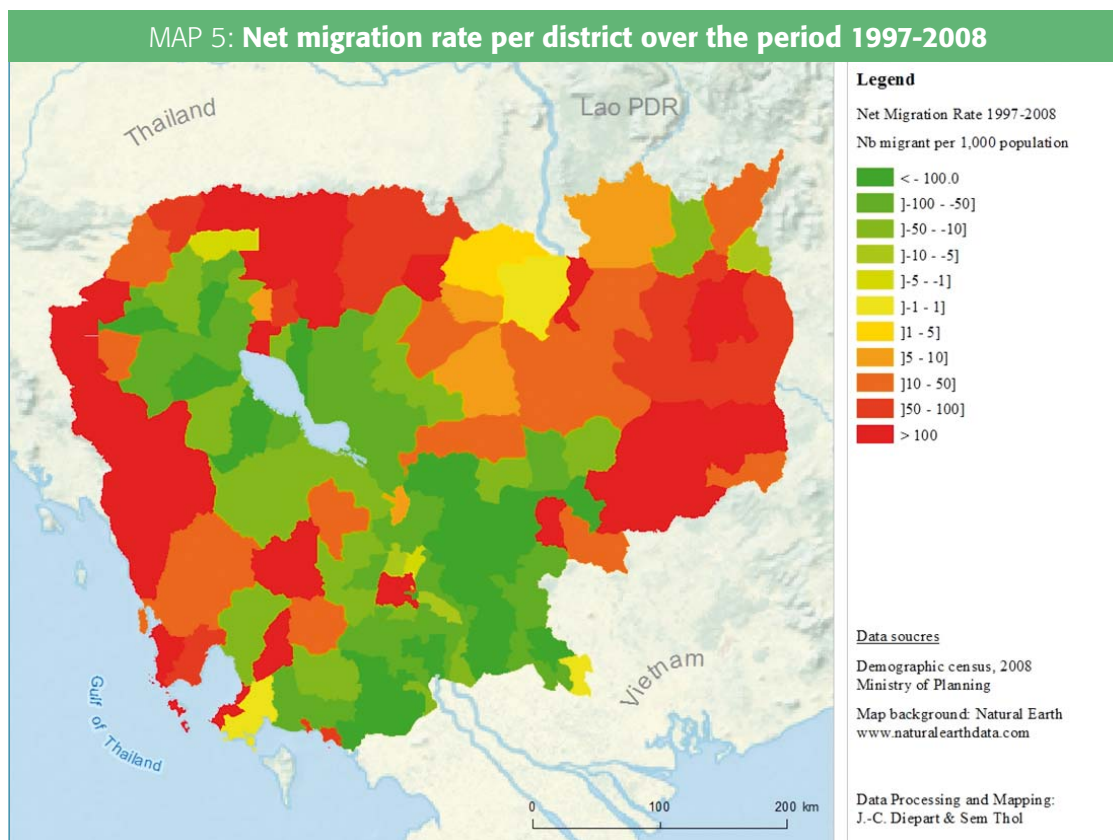 MAP 5: Net migration rate per district over the period 1997-2008
Thailand
Lao PDR
Vietnam
Gulf of Thailand
0 100 200 km
Legend
Net Migration Rate 1997-2008
Nb migrant per 1,000 population
< - 100.0
]-100 - -50]
]-50 - -10]
]-10 - -5]
]-5 - -1]
]-1 - 1]
]1 - 5]
]5 - 10]
]10 - 50]
]50 - 100]
> 100
Data soucres
Demographic census, 2008
Ministry of Planning
Map background: Natural Earth
www.naturalearthdata.com
Data Processing and Mapping:
J.-C. Diepart & Sem Thol